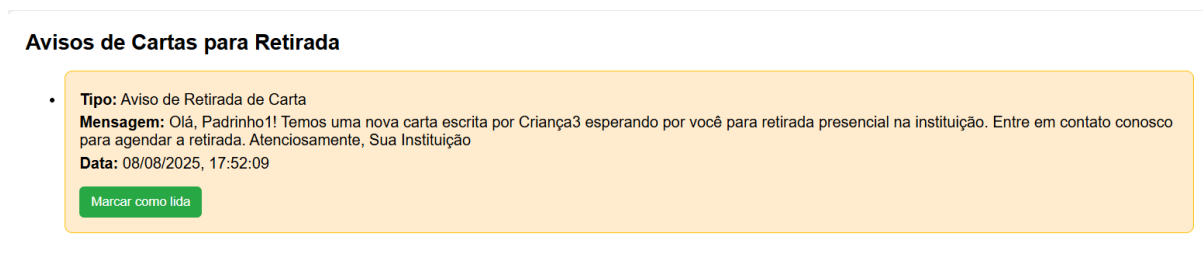 Avisos de Cartas para Retirada
Tipo: Aviso de Retirada de Carta
Mensagem: Olá, Padrinho1! Temos uma nova carta escrita por Criança3 esperando por você para retirada presencial na instituição. Entre em contato conosco
para agendar a retirada. Atenciosamente, Sua Instituição
Data: 08/08/2025, 17:52:09
Marcar como lida